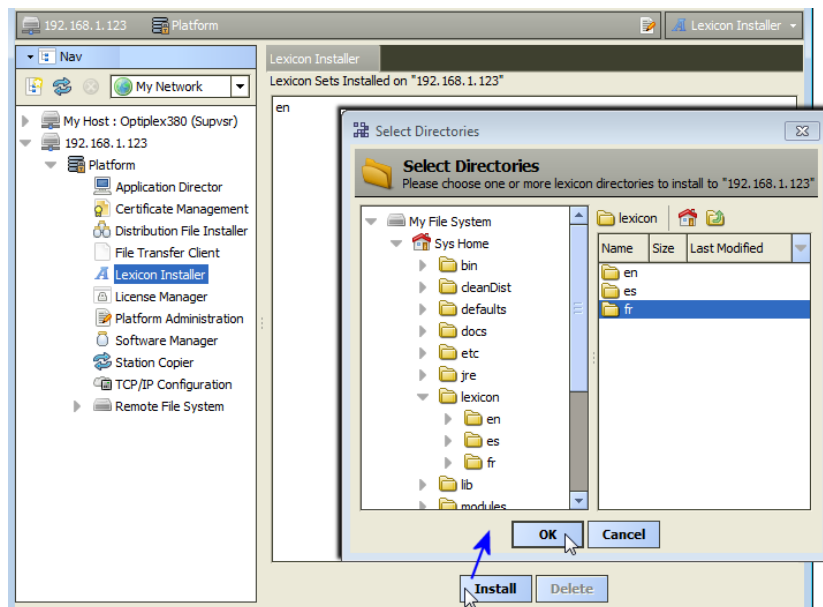 192.168.1.123 Platform Lexicon Installer
Nav
My Network
My Host : Optiplex380 (Supvsr)
192.168.1.123
Platform
Application Director
Certificate Management
Distribution File Installer
File Transfer Client
Lexicon Installer
License Manager
Platform Administration
Software Manager
Station Copier
TCP/IP Configuration
Remote File System
Lexicon Installer
Lexicon Sets Installed on "192.168.1.123"
en
Select Directories
Select Directories
Please choose one or more lexicon directories to install to "192.168.1.123"
My File System
Sys Home
bin
cleanDist
defaults
docs
etc
jre
lexicon
en
es
fr
lib
modules
lexicon
Name Size Last Modified
en
es
fr
OK Cancel
Install Delete